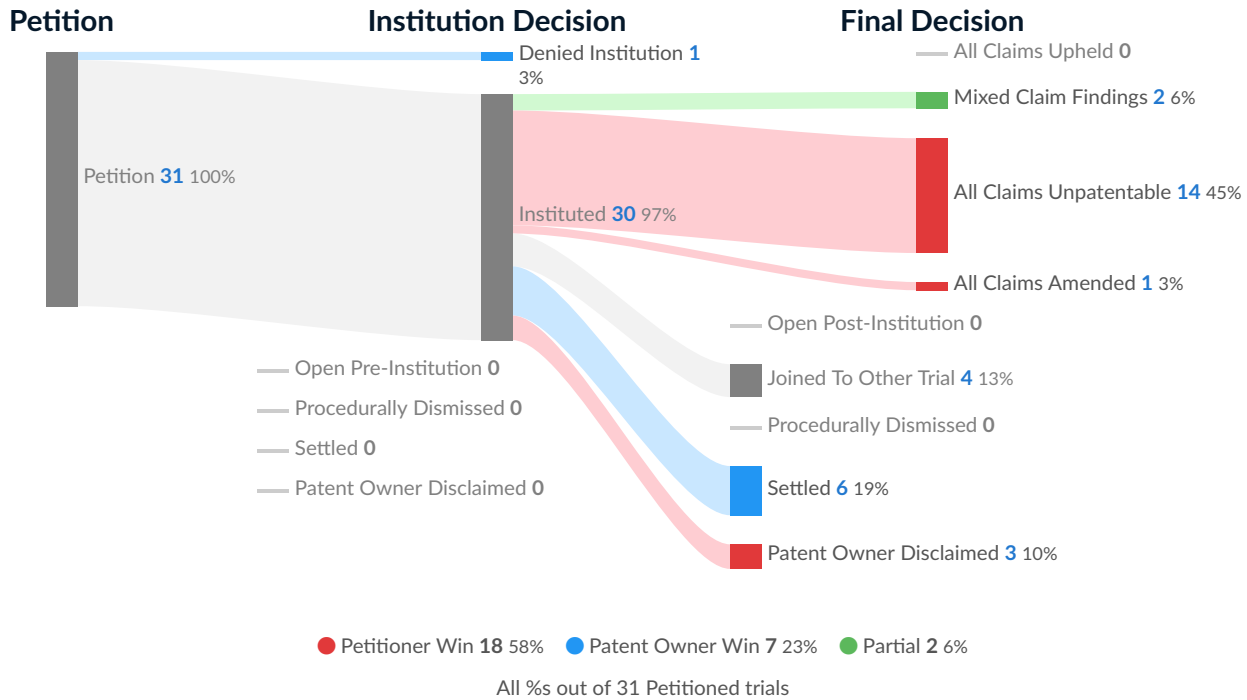 Petition
Institution Decision
Final Decision
Denied Institution 1
3%
All Claims Upheld 0
Mixed Claim Findings 2 6%
Petition 31 100%
Instituted 30 97%
All Claims Unpatentable 14 45%
All Claims Amended 1 3%
Open Post-Institution 0
Open Pre-Institution 0
Joined To Other Trial 4 13%
Procedurally Dismissed 0
Procedurally Dismissed 0
Settled 0
Settled 6 19%
Patent Owner Disclaimed 0
Patent Owner Disclaimed 3 10%
Petitioner Win 18 58% Patent Owner Win 7 23% Partial 2 6%
All %s out of 31 Petitioned trials